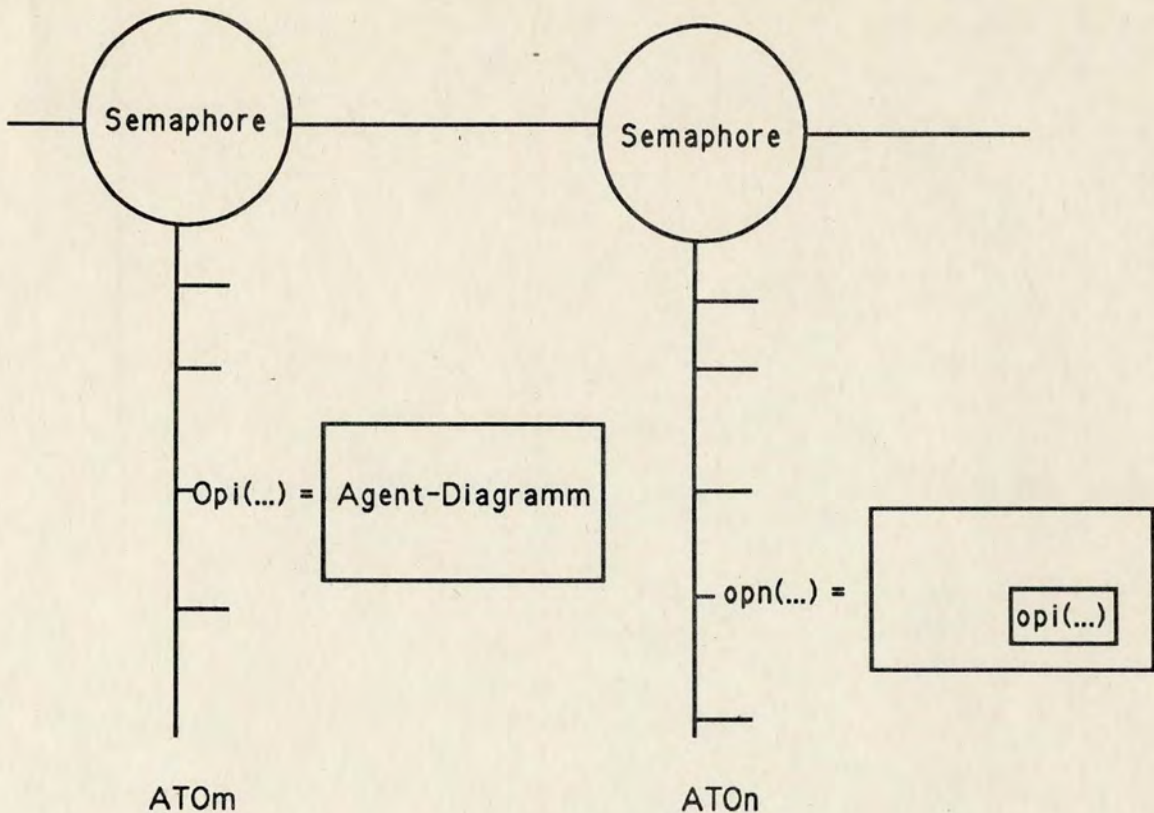 Semaphore
Semaphore
Opi(...) = Agent-Diagramm
opn(...) =
opi(...)
ATOm
ATOn